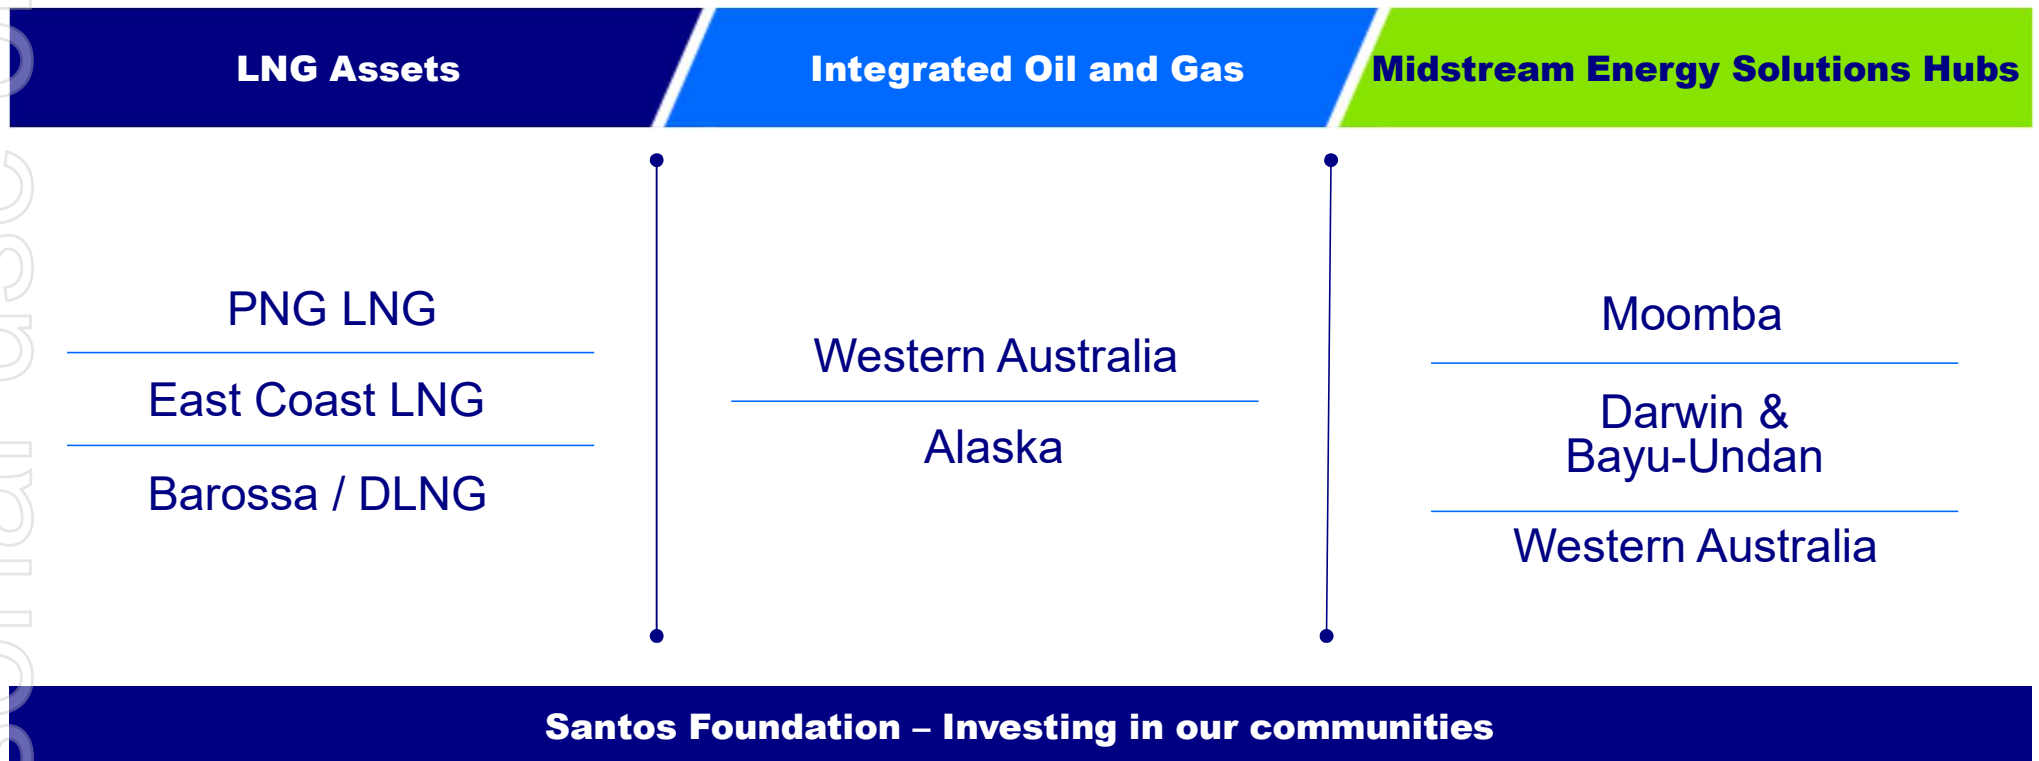 LNG Assets
Integrated Oil and Gas
Midstream Energy Solutions Hubs
PNG LNG
East Coast LNG
Barossa / DLNG
Western Australia
Alaska
Moomba
Darwin &
Bayu-Undan
Western Australia
Santos Foundation – Investing in our communities